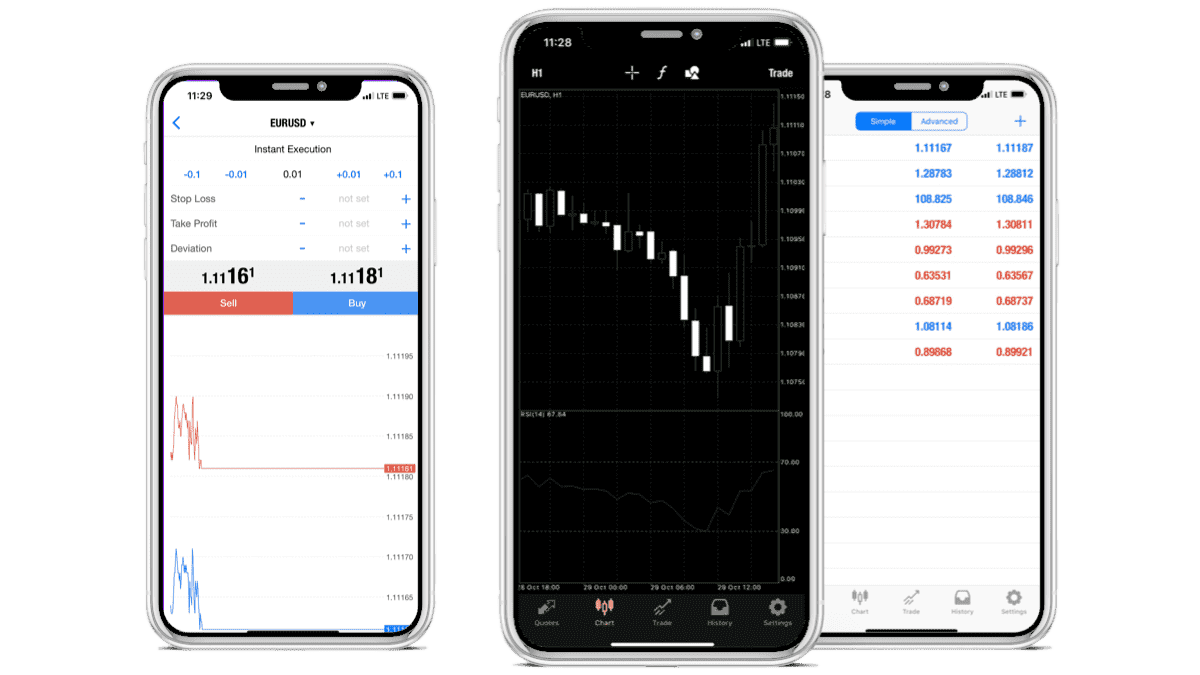 11:29
LTE
EURUSD ▾
Instant Execution
-0.1 -0.01 0.01 +0.01 +0.1
Stop Loss - not set +
Take Profit - not set +
Deviation - not set +
1.11161 1.11181
Sell Buy
1.11195
1.11190
1.11185
1.11181
1.11180
1.11175
1.11170
1.11165
11:28
LTE
H1 f Trade
EURUSD, H1
1.11150
1.11110
1.11070
1.11030
1.10990
1.10950
1.10910
1.10870
1.10830
1.10790
1.10750
RSI(14) 67.84
100.00
70.00
30.00
0.00
29 Oct 00:00 29 Oct 06:00 29 Oct 12:00
Quotes Chart Trade History Settings
8
LTE
Simple Advanced +
1.11167 1.11187
1.28783 1.28812
108.825 108.846
1.30784 1.30811
0.99273 0.99296
0.63531 0.63567
0.68719 0.68737
1.08114 1.08186
0.89868 0.89921
Chart Trade History Settings